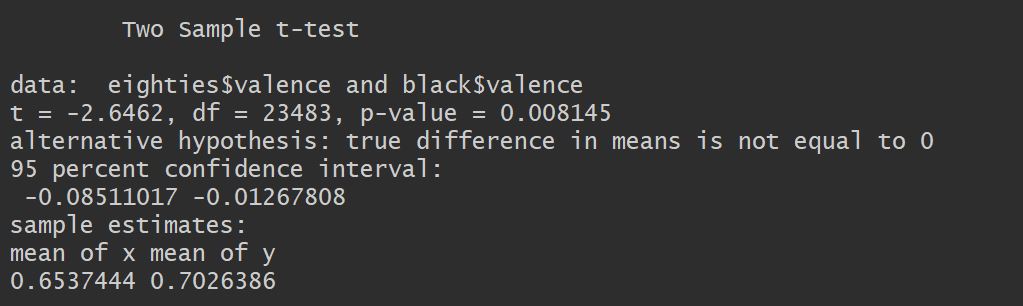 Two Sample t-test
data:  eighties$valence and black$valence
t = -2.6462, df = 23483, p-value = 0.008145
alternative hypothesis: true difference in means is not equal to 0
95 percent confidence interval:
 -0.08511017 -0.01267808
sample estimates:
mean of x mean of y
0.6537444 0.7026386